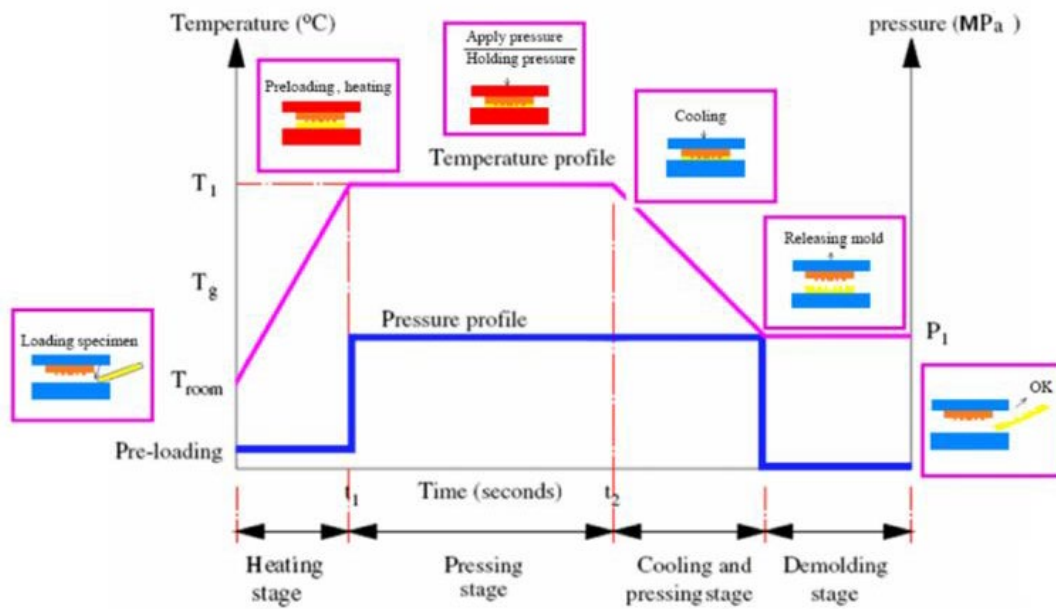 Temperature (ºC)
pressure (MPa )
Preloading , heating
Apply pressure
Holding pressure
Cooling
Temperature profile
T1
Releasing mold
Tg
Pressure profile
P1
Loading specimen
Troom
OK
Pre-loading
t1
Time (seconds)
t2
Heating
stage
Pressing
stage
Cooling and
pressing stage
Demolding
stage